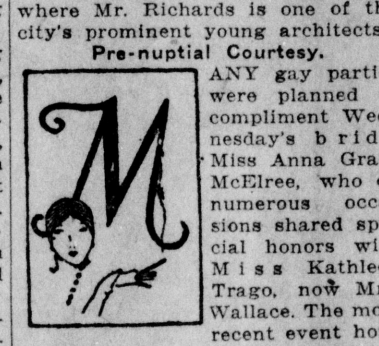 where Mr. Richards is one of th
city's prominent young architects
Pre-nuptial Courtesy.
M
ANY gay parti
were planned
compliment Wed
nesday's brid
Miss Anna Gra
McElree, who
numerous occ
sions shared sp
cial honors wi
Miss Kathlee
Trago, now Mr
Wallace. The mo
recent event ho